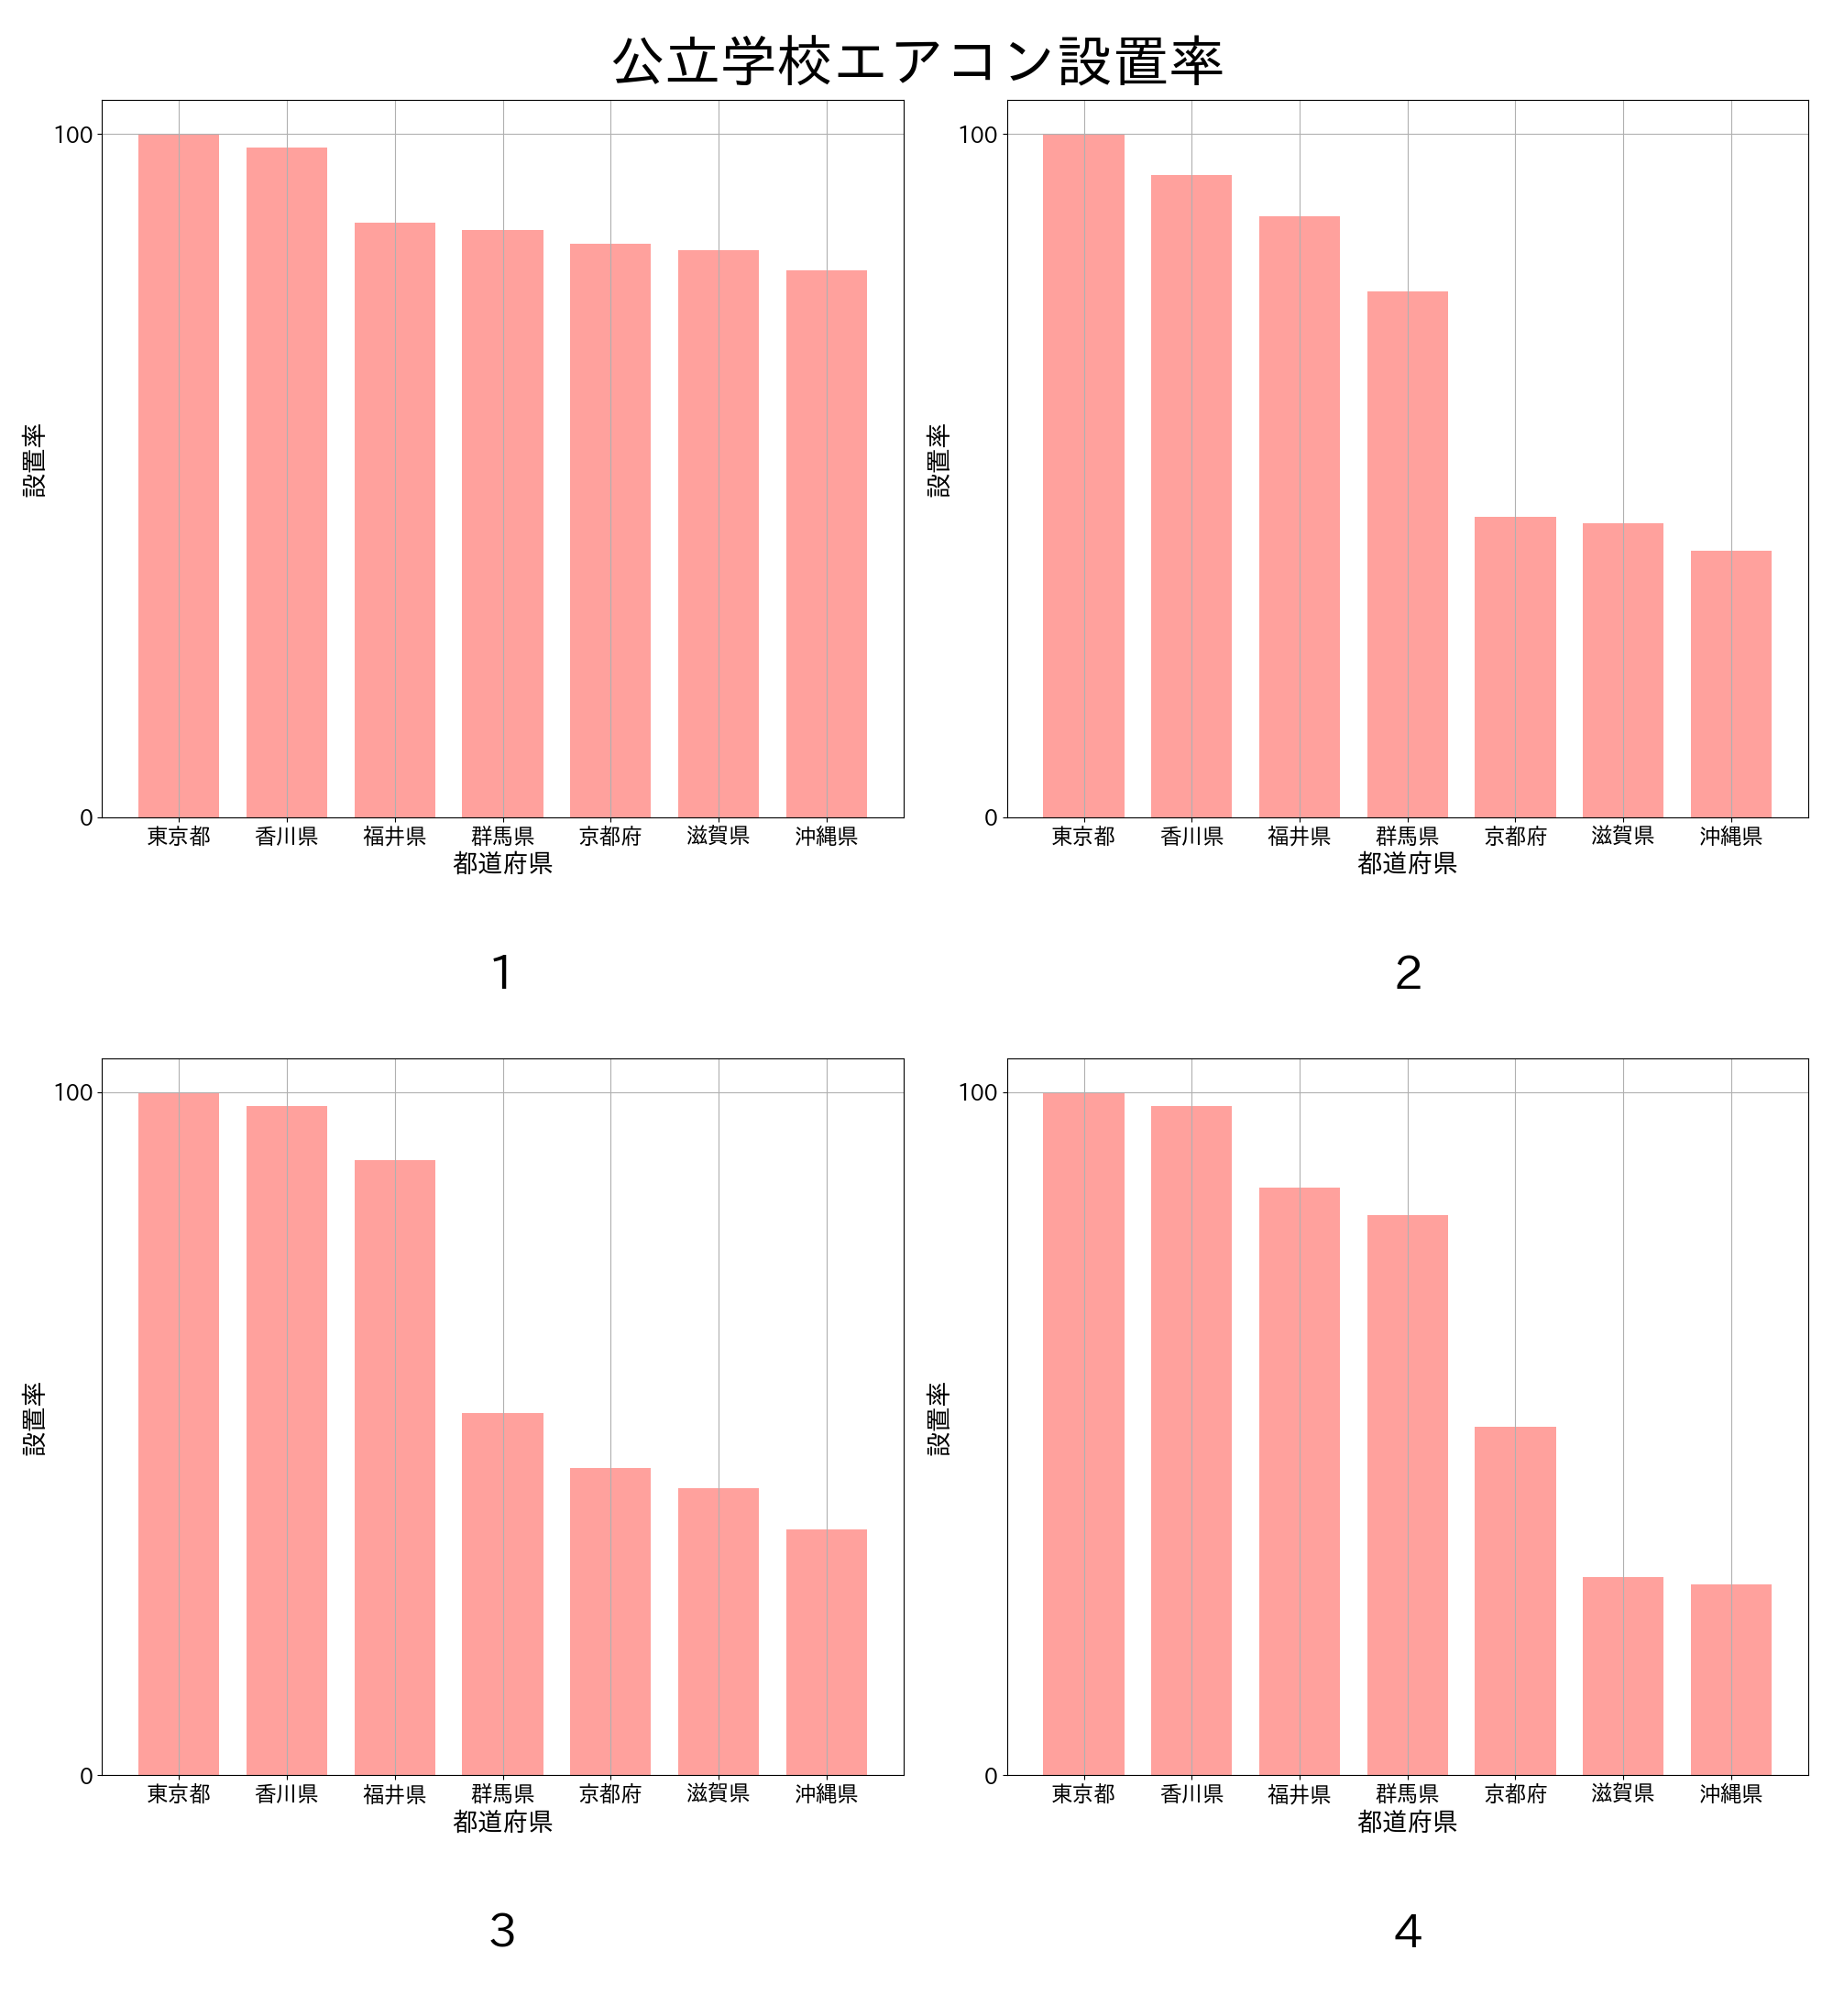 公立学校エアコン設置率
100
0
設置率
東京都 香川県 福井県 群馬県 京都府 滋賀県 沖縄県
都道府県
1
100
0
設置率
東京都 香川県 福井県 群馬県 京都府 滋賀県 沖縄県
都道府県
2
100
0
設置率
東京都 香川県 福井県 群馬県 京都府 滋賀県 沖縄県
都道府県
3
100
0
設置率
東京都 香川県 福井県 群馬県 京都府 滋賀県 沖縄県
都道府県
4